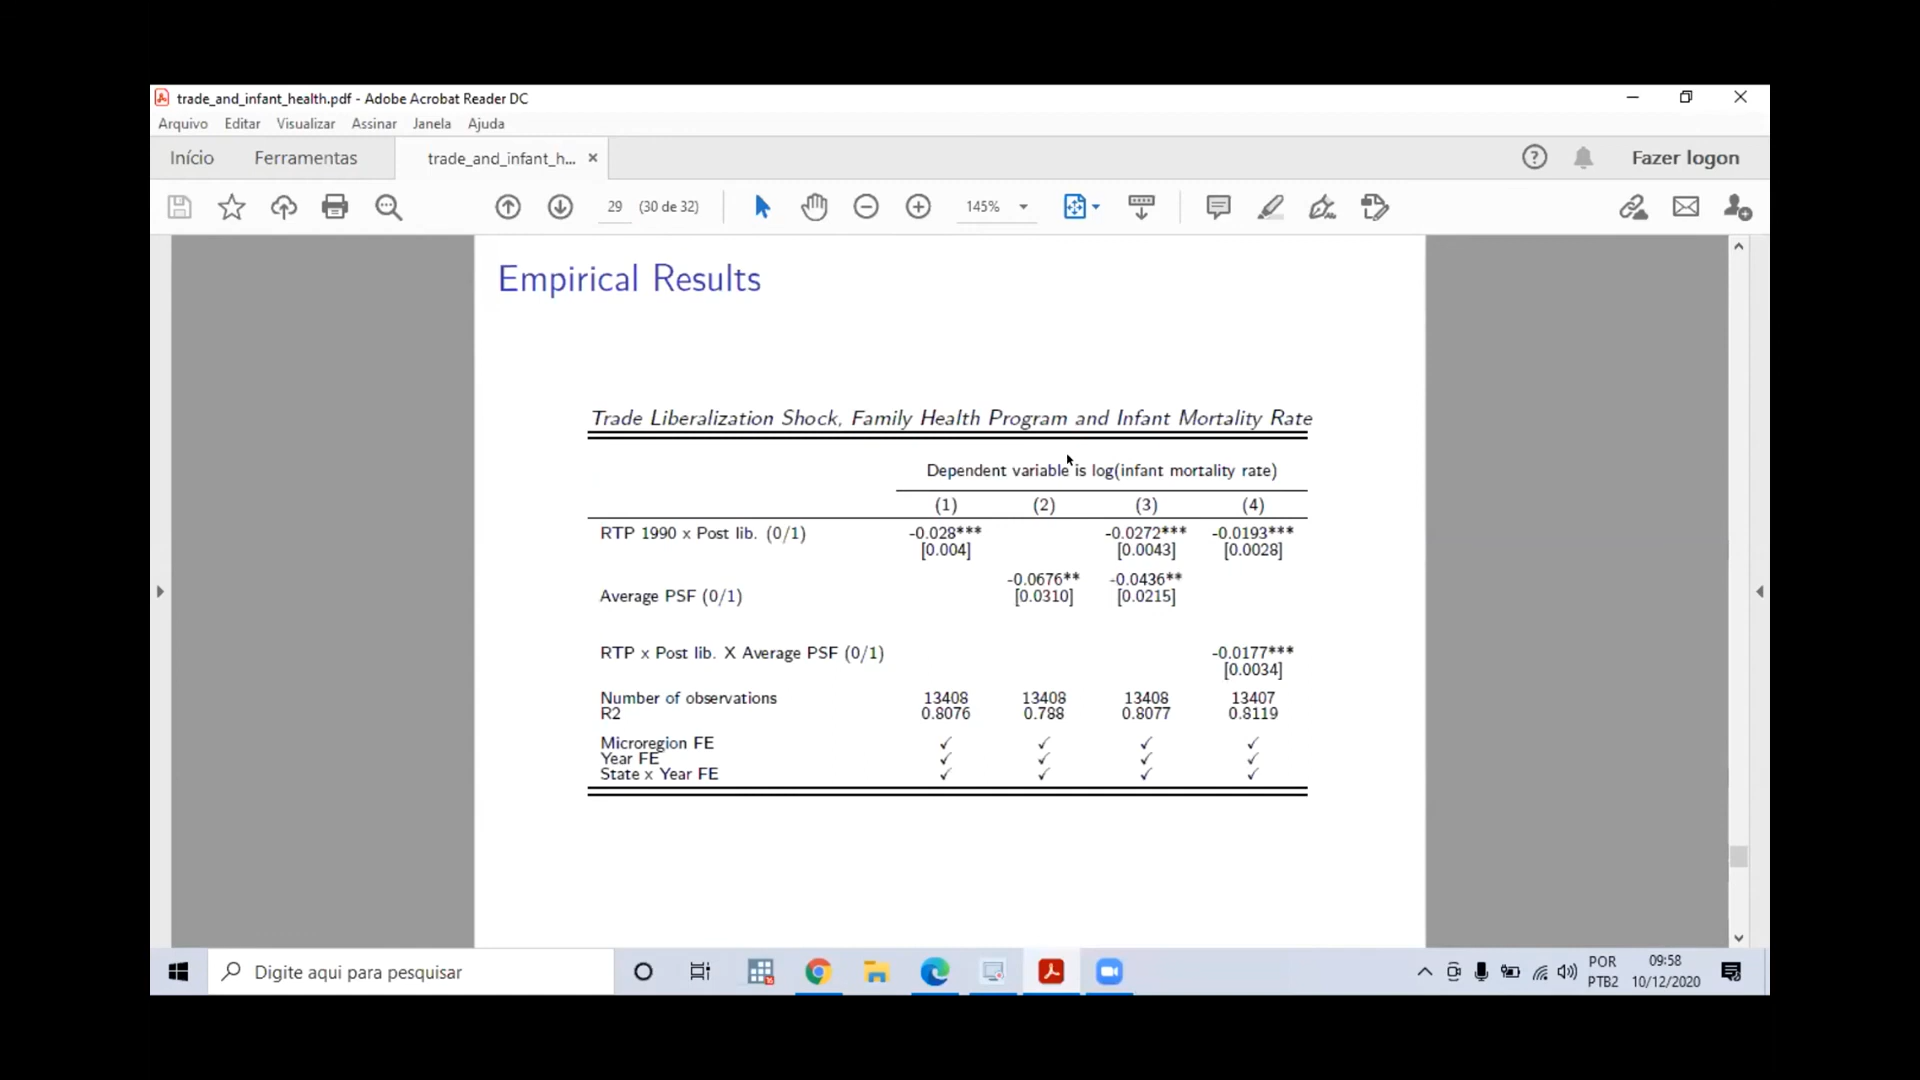 trade_and_infant_health.pdf - Adobe Acrobat Reader DC
Arquivo Editar Visualizar Assinar Janela Ajuda
Início Ferramentas trade_and_infant_h... Fazer logon
29 (30 de 32) 145%
Empirical Results
Trade Liberalization Shock, Family Health Program and Infant Mortality Rate
Dependent variable is log(infant mortality rate)
(1) (2) (3) (4)
RTP 1990 x Post lib. (0/1) -0.028*** -0.0272*** -0.0193***
[0.004] [0.0043] [0.0028]
-0.0676** -0.0436**
Average PSF (0/1) [0.0310] [0.0215]
RTP x Post lib. X Average PSF (0/1) -0.0177***
[0.0034]
Number of observations 13408 13408 13408 13407
R2 0.8076 0.788 0.8077 0.8119
Microregion FE ✓ ✓ ✓ ✓
Year FE ✓ ✓ ✓ ✓
State x Year FE ✓ ✓ ✓ ✓
Digite aqui para pesquisar
POR 09:58
PTB2 10/12/2020